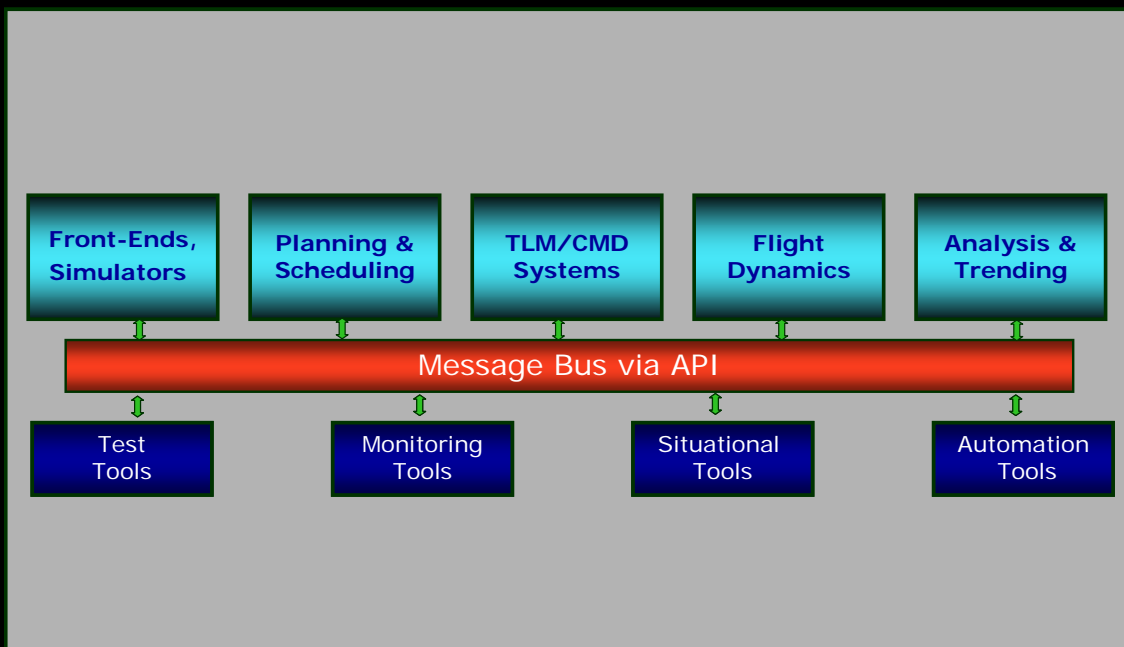 Front-Ends,
Simulators
Planning &
Scheduling
TLM/CMD
Systems
Flight
Dynamics
Analysis &
Trending
Message Bus via API
Test
Tools
Monitoring
Tools
Situational
Tools
Automation
Tools